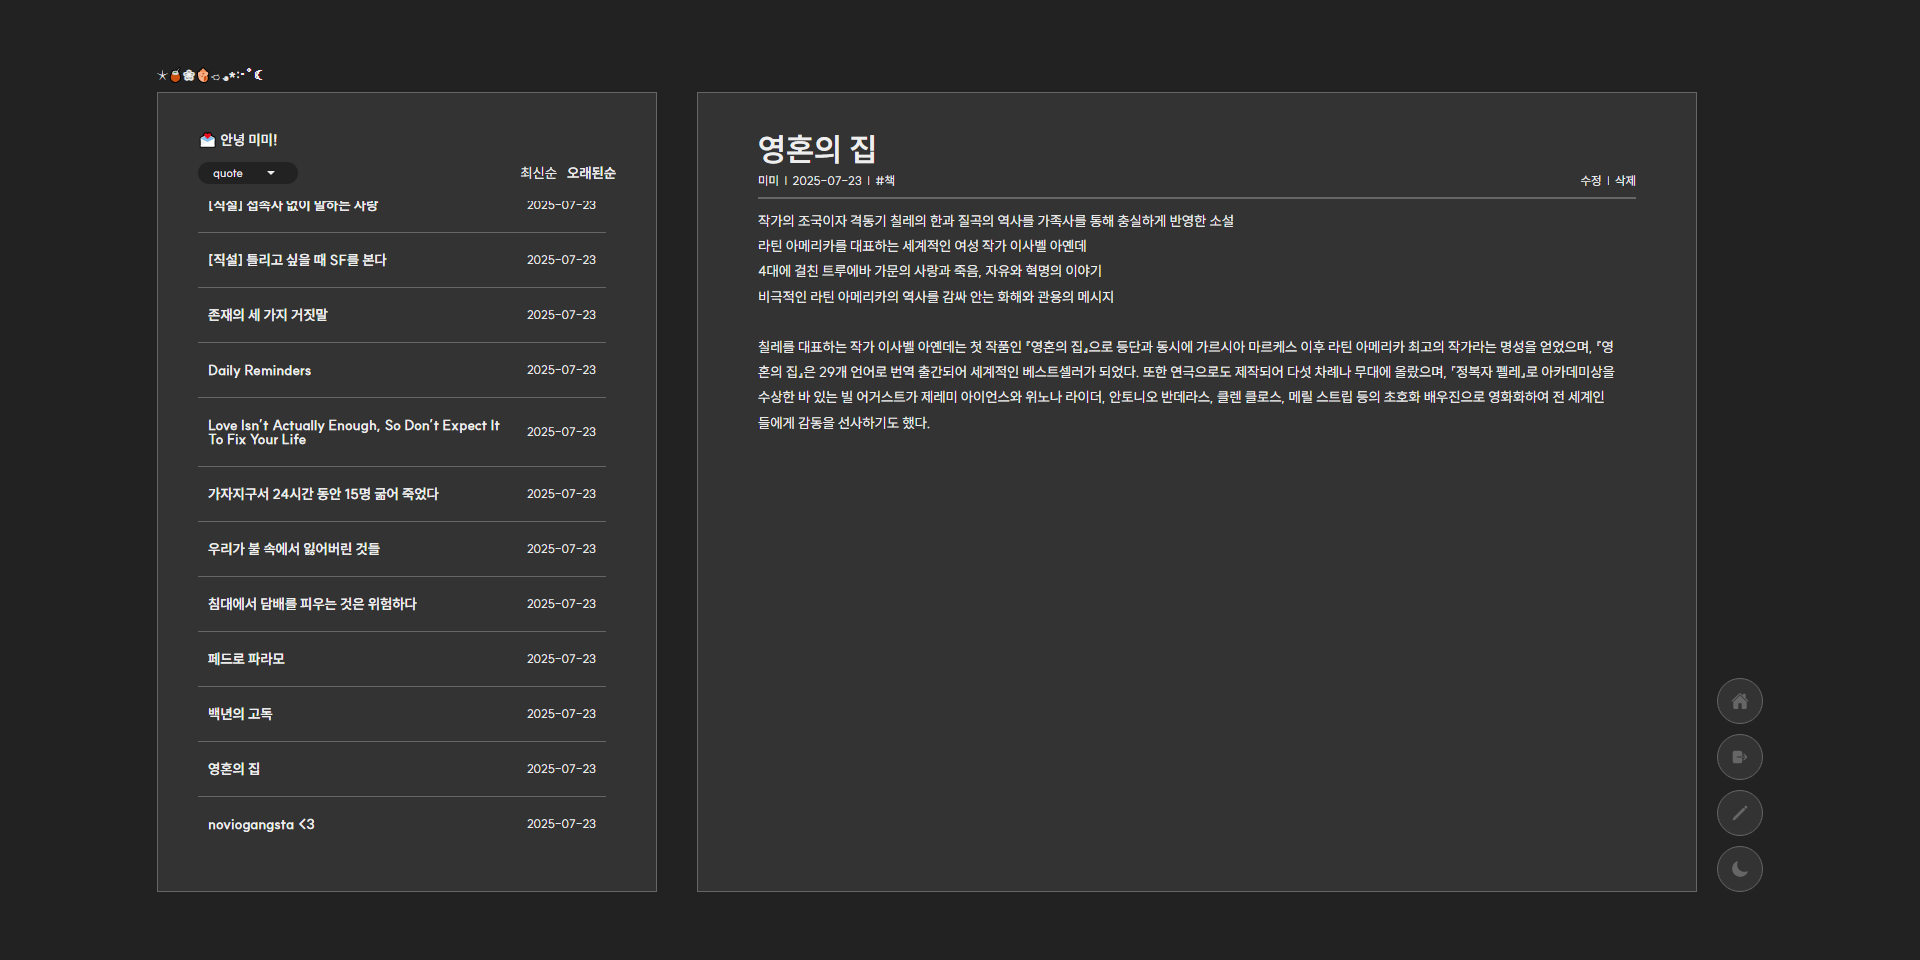 안녕 미미!
quote
최신순 오래된순
[직설] 접속사 없이 말하는 사랑 2025-07-23
[직설] 틀리고 싶을 때 SF를 본다 2025-07-23
존재의 세 가지 거짓말 2025-07-23
Daily Reminders 2025-07-23
Love Isn't Actually Enough, So Don't Expect It
To Fix Your Life 2025-07-23
가자지구서 24시간 동안 15명 굶어 죽었다 2025-07-23
우리가 불 속에서 잃어버린 것들 2025-07-23
침대에서 담배를 피우는 것은 위험하다 2025-07-23
페드로 파라모 2025-07-23
백년의 고독 2025-07-23
영혼의 집 2025-07-23
noviogangsta <3 2025-07-23
영혼의 집
미미 | 2025-07-23 | #책
수정 | 삭제
작가의 조국이자 격동기 칠레의 한과 질곡의 역사를 가족사를 통해 충실하게 반영한 소설
라틴 아메리카를 대표하는 세계적인 여성 작가 이사벨 아옌데
4대에 걸친 트루에바 가문의 사랑과 죽음, 자유와 혁명의 이야기
비극적인 라틴 아메리카의 역사를 감싸 안는 화해와 관용의 메시지
칠레를 대표하는 작가 이사벨 아옌데는 첫 작품인 『영혼의 집』으로 등단과 동시에 가르시아 마르케스 이후 라틴 아메리카 최고의 작가라는 명성을 얻었으며, 『영
혼의 집』은 29개 언어로 번역 출간되어 세계적인 베스트셀러가 되었다. 또한 연극으로도 제작되어 다섯 차례나 무대에 올랐으며, 『정복자 펠레』로 아카데미상을
수상한 바 있는 빌 어거스트가 제레미 아이언스와 위노나 라이더, 안토니오 반데라스, 클렌 클로스, 메릴 스트립 등의 초호화 배우진으로 영화화하여 전 세계인
들에게 감동을 선사하기도 했다.